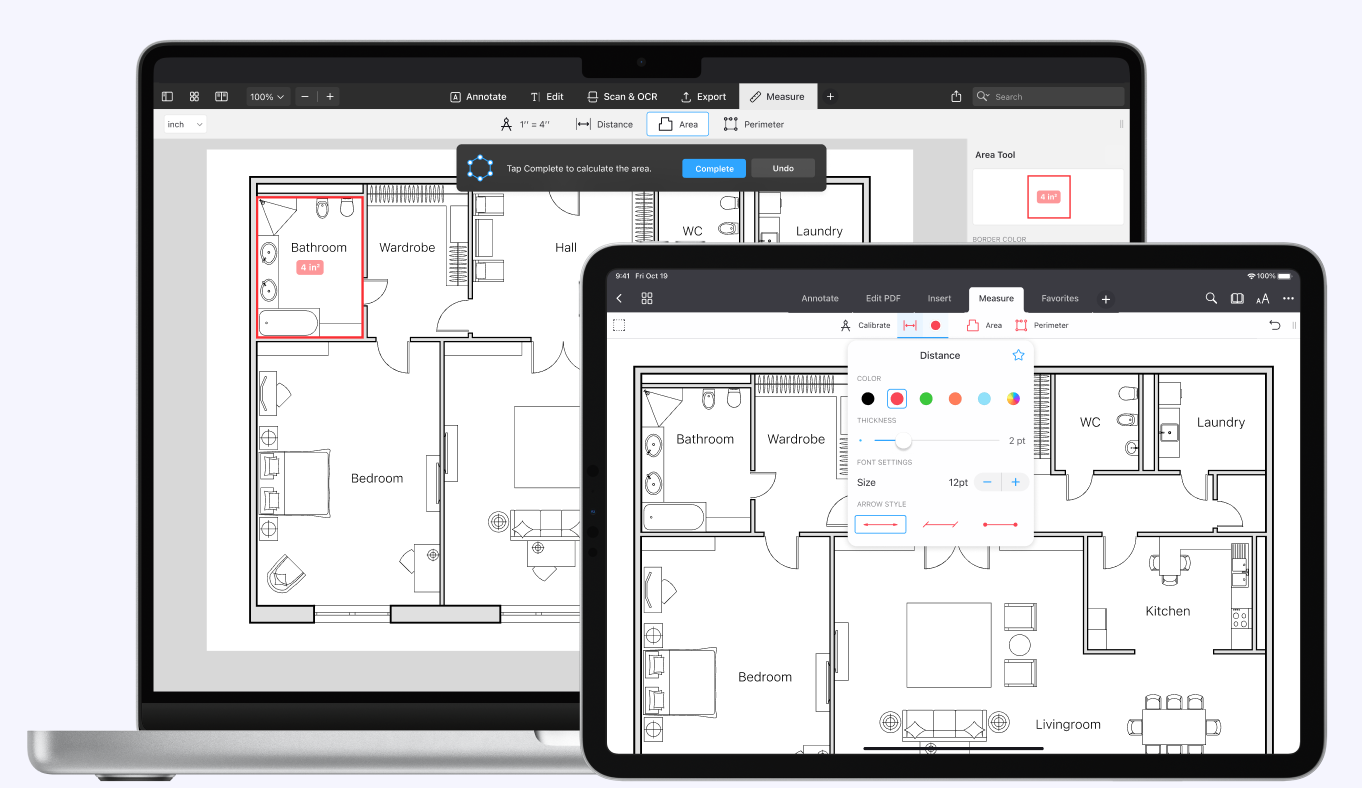 100%
Annotate
Edit
Scan & OCR
Export
Measure
Search
inch
1'' = 4''
Distance
Area
Perimeter
Tap Complete to calculate the area.
Complete
Undo
Area Tool
4 in²
BORDER COLOR
Bathroom
4 in²
Wardrobe
Hall
WC
Laundry
Bedroom
9:41 Fri Oct 19
100%
Annotate
Edit PDF
Insert
Measure
Favorites
AA
Calibrate
Area
Perimeter
Distance
COLOR
THICKNESS
2 pt
FONT SETTINGS
Size
12pt
ARROW STYLE
Bathroom
Wardrobe
WC
Laundry
Kitchen
Bedroom
Livingroom